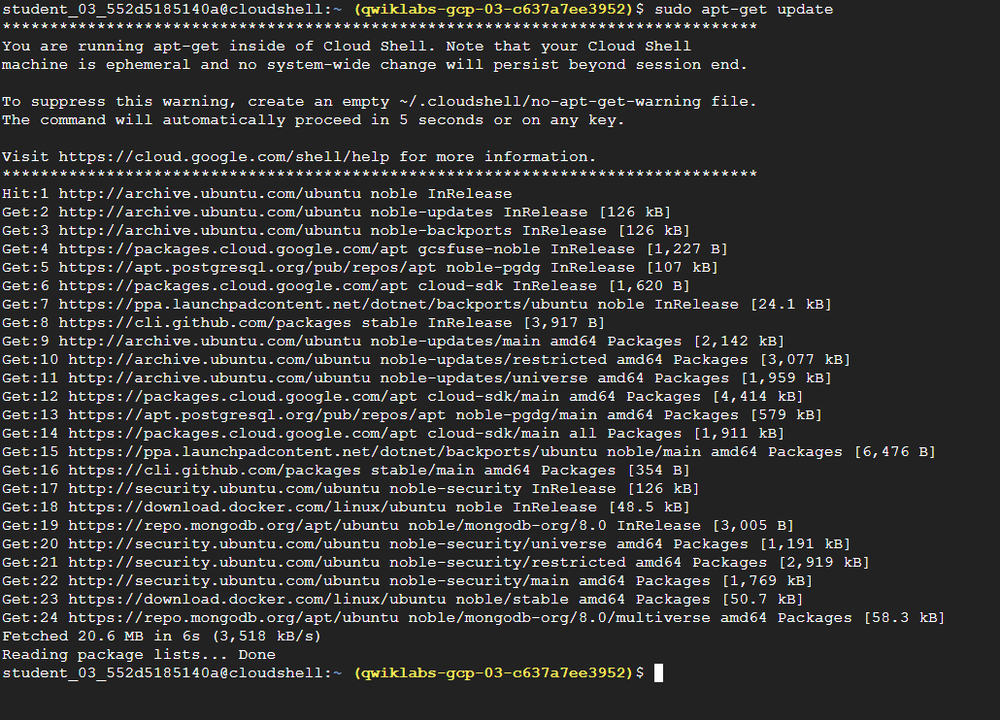 student_03_552d5185140a@cloudshell:~ (qwiklabs-gcp-03-c637a7ee3952)$ sudo apt-get update
********************************************************************************
You are running apt-get inside of Cloud Shell. Note that your Cloud Shell
machine is ephemeral and no system-wide change will persist beyond session end.

To suppress this warning, create an empty ~/.cloudshell/no-apt-get-warning file.
The command will automatically proceed in 5 seconds or on any key.

Visit https://cloud.google.com/shell/help for more information.
********************************************************************************
Hit:1 http://archive.ubuntu.com/ubuntu noble InRelease
Get:2 http://archive.ubuntu.com/ubuntu noble-updates InRelease [126 kB]
Get:3 http://archive.ubuntu.com/ubuntu noble-backports InRelease [126 kB]
Get:4 https://packages.cloud.google.com/apt gcsfuse-noble InRelease [1,227 B]
Get:5 https://apt.postgresql.org/pub/repos/apt noble-pgdg InRelease [107 kB]
Get:6 https://packages.cloud.google.com/apt cloud-sdk InRelease [1,620 B]
Get:7 https://ppa.launchpadcontent.net/dotnet/backports/ubuntu noble InRelease [24.1 kB]
Get:8 https://cli.github.com/packages stable InRelease [3,917 B]
Get:9 http://archive.ubuntu.com/ubuntu noble-updates/main amd64 Packages [2,142 kB]
Get:10 http://archive.ubuntu.com/ubuntu noble-updates/restricted amd64 Packages [3,077 kB]
Get:11 http://archive.ubuntu.com/ubuntu noble-updates/universe amd64 Packages [1,959 kB]
Get:12 https://packages.cloud.google.com/apt cloud-sdk/main amd64 Packages [4,414 kB]
Get:13 https://apt.postgresql.org/pub/repos/apt noble-pgdg/main amd64 Packages [579 kB]
Get:14 https://packages.cloud.google.com/apt cloud-sdk/main all Packages [1,911 kB]
Get:15 https://ppa.launchpadcontent.net/dotnet/backports/ubuntu noble/main amd64 Packages [6,476 B]
Get:16 https://cli.github.com/packages stable/main amd64 Packages [354 B]
Get:17 http://security.ubuntu.com/ubuntu noble-security InRelease [126 kB]
Get:18 https://download.docker.com/linux/ubuntu noble InRelease [48.5 kB]
Get:19 https://repo.mongodb.org/apt/ubuntu noble/mongodb-org/8.0 InRelease [3,005 B]
Get:20 http://security.ubuntu.com/ubuntu noble-security/universe amd64 Packages [1,191 kB]
Get:21 http://security.ubuntu.com/ubuntu noble-security/restricted amd64 Packages [2,919 kB]
Get:22 http://security.ubuntu.com/ubuntu noble-security/main amd64 Packages [1,769 kB]
Get:23 https://download.docker.com/linux/ubuntu noble/stable amd64 Packages [50.7 kB]
Get:24 https://repo.mongodb.org/apt/ubuntu noble/mongodb-org/8.0/multiverse amd64 Packages [58.3 kB]
Fetched 20.6 MB in 6s (3,518 kB/s)
Reading package lists... Done
student_03_552d5185140a@cloudshell:~ (qwiklabs-gcp-03-c637a7ee3952)$